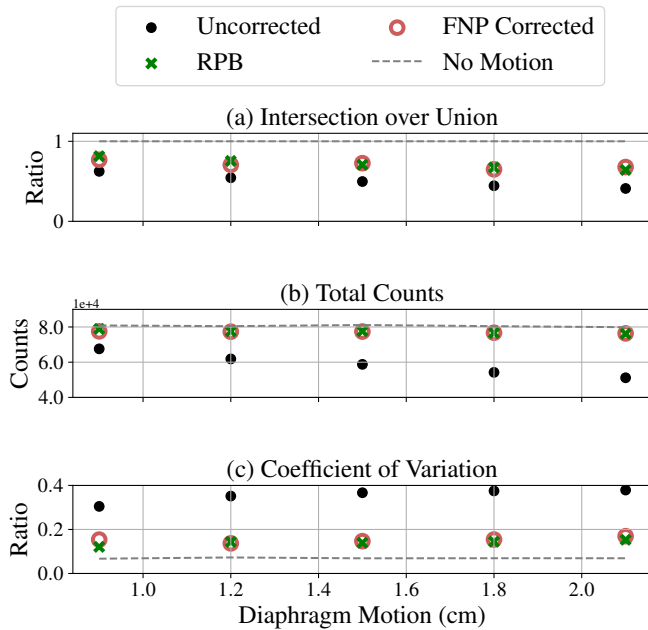 Uncorrected
FNP Corrected
RPB
No Motion
(a) Intersection over Union
1
0
Ratio
(b) Total Counts
1e+4
8.0
6.0
4.0
Counts
(c) Coefficient of Variation
0.4
0.2
0.0
Ratio
1.0 1.2 1.4 1.6 1.8 2.0
Diaphragm Motion (cm)